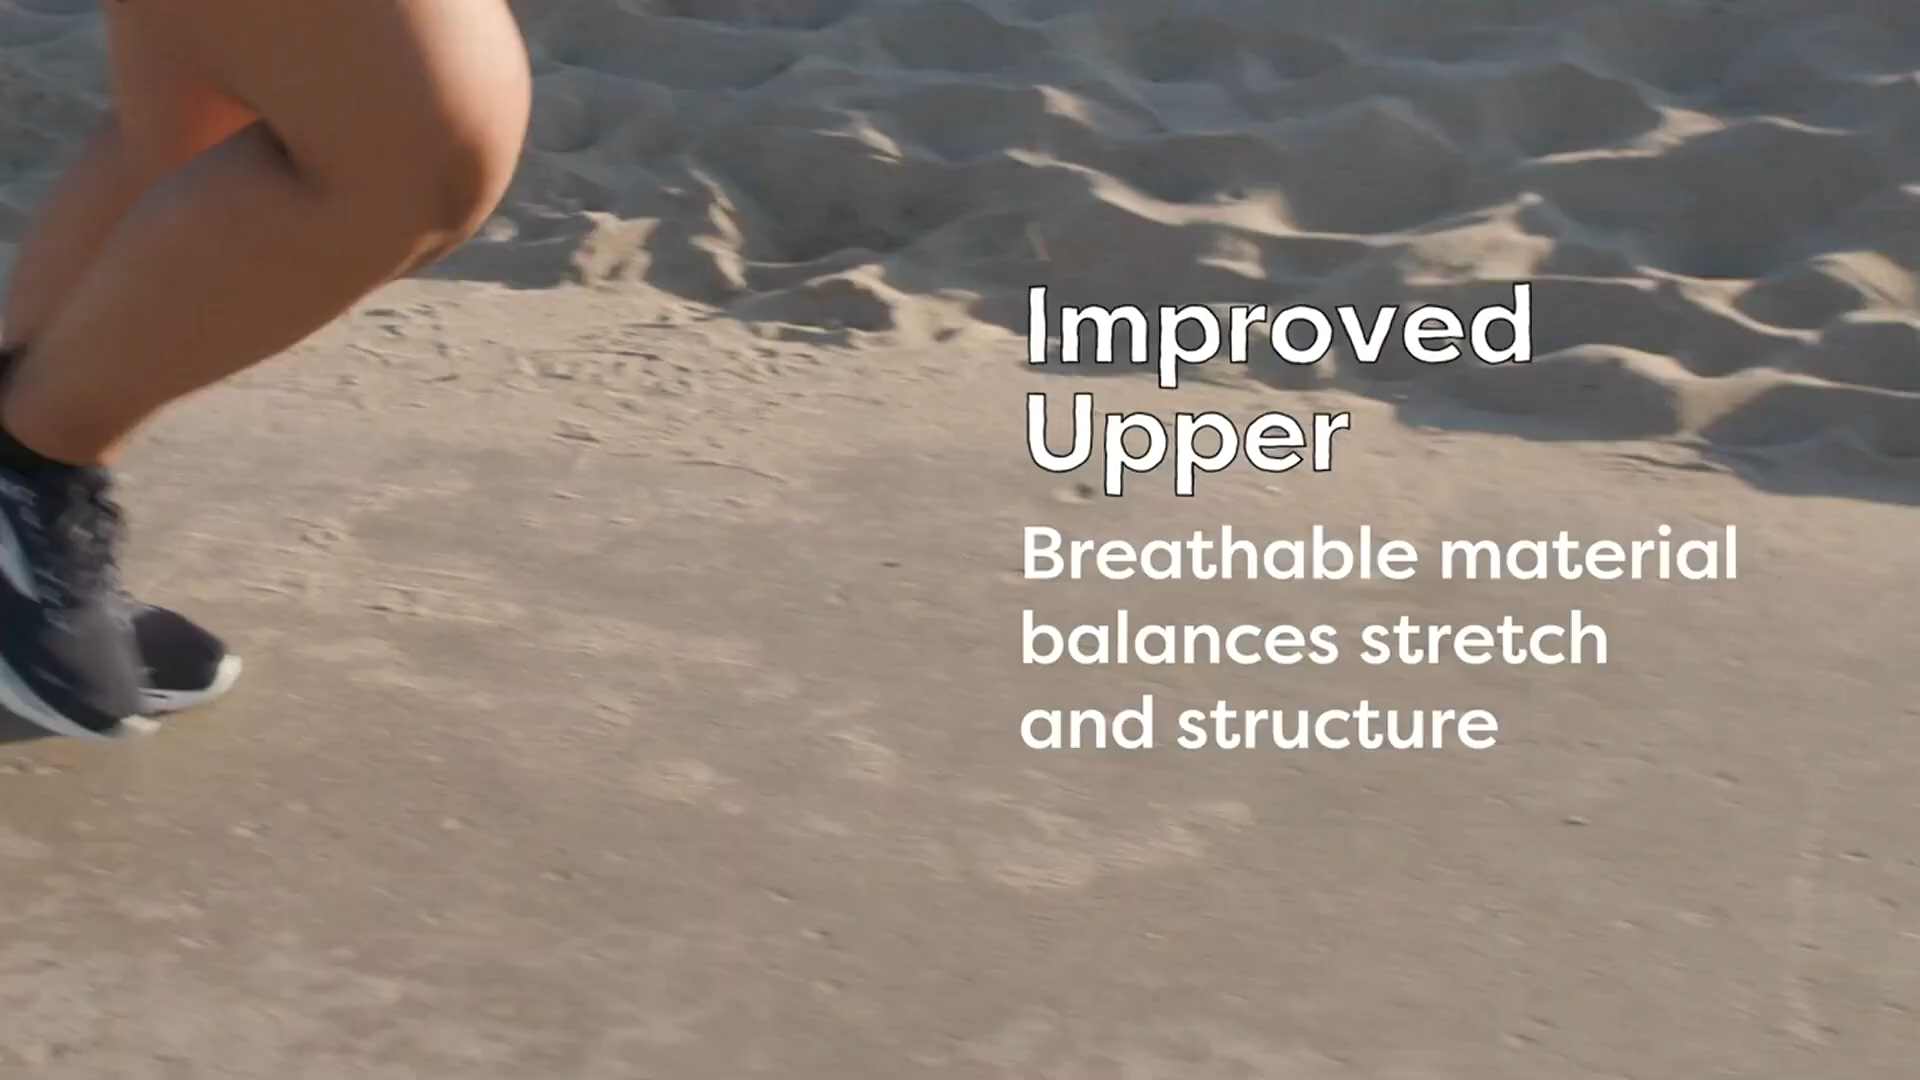 Improved
Upper
Breathable material
balances stretch
and structure